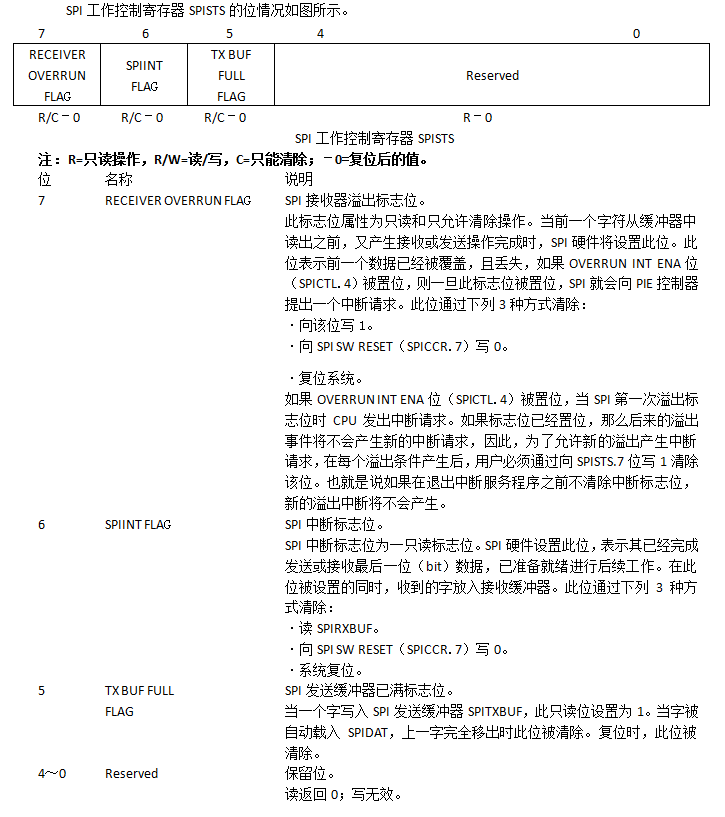 SPI 工作控制寄存器 SPISTS 的位情况如图所示。
7 6 5 4 0
RECEIVER OVERRUN FLAG
SPIINT FLAG
TX BUF FULL FLAG
Reserved
R/C－0 R/C－0 R/C－0 R－0
SPI 工作控制寄存器 SPISTS
注：R=只读操作，R/W=读/写，C=只能清除；－0=复位后的值。
位 名称 说明
7 RECEIVER OVERRUN FLAG SPI 接收器溢出标志位。
此标志位属性为只读和只允许清除操作。当前一个字符从缓冲器中
读出之前，又产生接收或发送操作完成时，SPI 硬件将设置此位。此
位表示前一个数据已经被覆盖，且丢失，如果 OVERRUN INT ENA 位
（SPICTL.4）被置位，则一旦此标志位被置位，SPI 就会向 PIE 控制器
提出一个中断请求。此位通过下列 3 种方式清除：
·向该位写 1。
·向 SPI SW RESET（SPICCR.7）写 0。
·复位系统。
如果 OVERRUN INT ENA 位（SPICTL.4）被置位，当 SPI 第一次溢出标
志位时 CPU 发出中断请求。如果标志位已经置位，那么后来的溢出
事件将不会产生新的中断请求，因此，为了允许新的溢出产生中断
请求，在每个溢出条件产生后，用户必须通过向 SPISTS.7 位写 1 清除
该位。也就是说如果在退出中断服务程序之前不清除中断标志位，
新的溢出中断将不会产生。
6 SPIINT FLAG SPI 中断标志位。
SPI 中断标志位为一只读标志位。SPI 硬件设置此位，表示其已经完成
发送或接收最后一位（bit）数据，已准备就绪进行后续工作。在此
位被设置的同时，收到的字放入接收缓冲器。此位通过下列 3 种方
式清除：
·读 SPIRXBUF。
·向 SPI SW RESET（SPICCR.7）写 0。
·系统复位。
5 TX BUF FULL SPI 发送缓冲器已满标志位。
FLAG 当一个字写入 SPI 发送缓冲器 SPITXBUF，此只读位设置为 1。当字被
自动载入 SPIDAT，上一字完全移出时此位被清除。复位时，此位被
清除。
4～0 Reserved 保留位。
读返回 0；写无效。